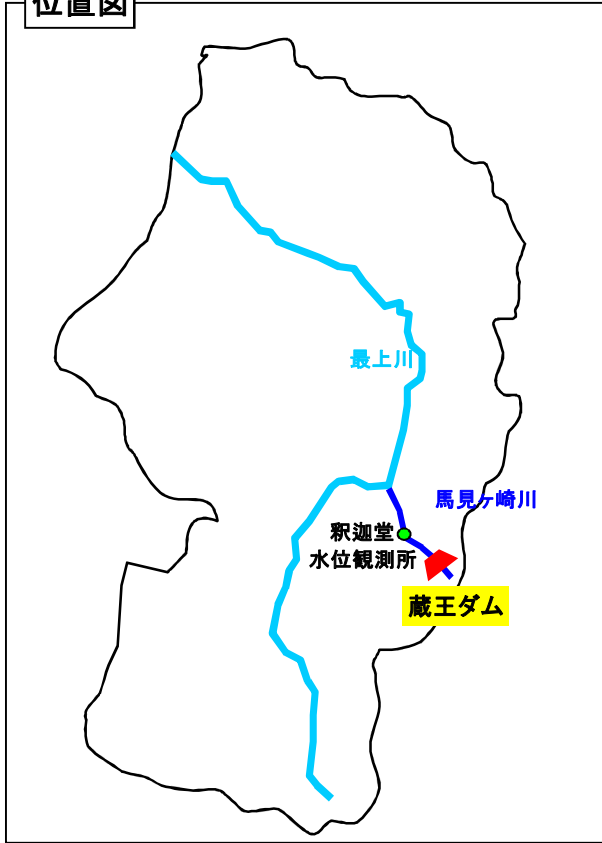 位置図
最上川
馬見ヶ崎川
釈迦堂
水位観測所
蔵王ダム